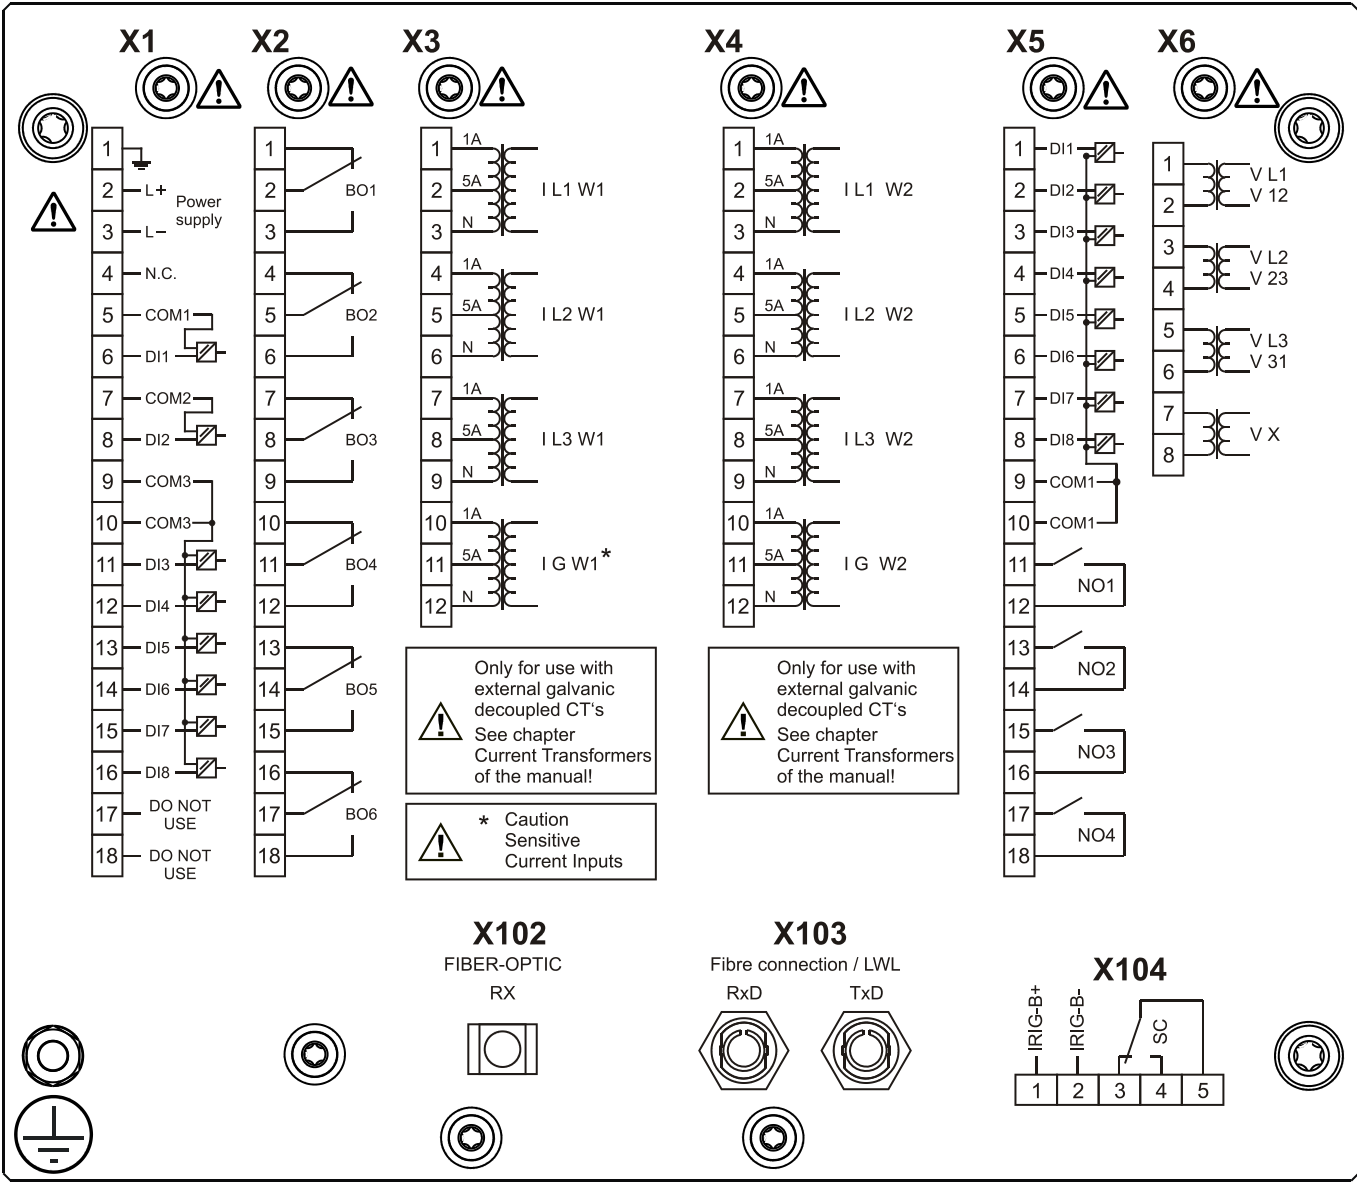 X1
X2
X3
X4
X5
X6
1
2 L+
Power
supply
3 L–
4 N.C.
5 COM1
6 DI1
7 COM2
8 DI2
9 COM3
10 COM3
11 DI3
12 DI4
13 DI5
14 DI6
15 DI7
16 DI8
17 DO NOT
USE
18 DO NOT
USE
1
2 BO1
3
4
5 BO2
6
7
8 BO3
9
10
11 BO4
12
13
14 BO5
15
16
17 BO6
18
1 1A
2 5A I L1 W1
3 N
4 1A
5 5A I L2 W1
6 N
7 1A
8 5A I L3 W1
9 N
10 1A
11 5A I G W1*
12 N
Only for use with
external galvanic
decoupled CT‘s
See chapter
Current Transformers
of the manual!
* Caution
Sensitive
Current Inputs
1 1A
2 5A I L1 W2
3 N
4 1A
5 5A I L2 W2
6 N
7 1A
8 5A I L3 W2
9 N
10 1A
11 5A I G W2
12 N
Only for use with
external galvanic
decoupled CT‘s
See chapter
Current Transformers
of the manual!
1 DI1
2 DI2
3 DI3
4 DI4
5 DI5
6 DI6
7 DI7
8 DI8
9 COM1
10 COM1
11
NO1
12
13
NO2
14
15
NO3
16
17
NO4
18
1
V L1
V 12
2
3
V L2
V 23
4
5
V L3
V 31
6
7
V X
8
X102
FIBER-OPTIC
RX
X103
Fibre connection / LWL
RxD TxD
X104
IRIG-B+
IRIG-B-
SC
1 2 3 4 5